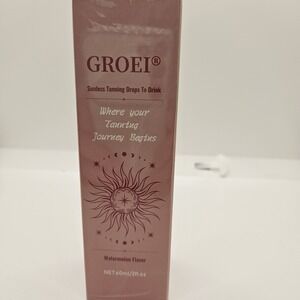 GROEI®
Sunless Tanning Drops To Drink
Where your
Tanning
Journey Begins
Watermelon Flavor
NET 60ml/2fl.oz